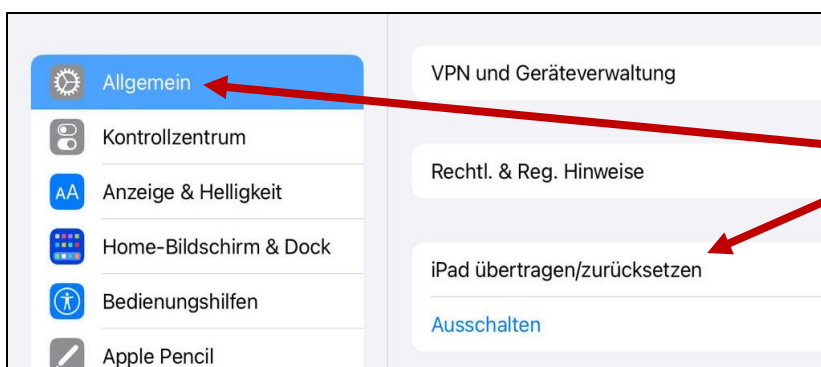 Allgemein
Kontrollzentrum
AA Anzeige & Helligkeit
Home-Bildschirm & Dock
Bedienungshilfen
Apple Pencil
VPN und Geräteverwaltung
Rechtl. & Reg. Hinweise
iPad übertragen/zurücksetzen
Ausschalten